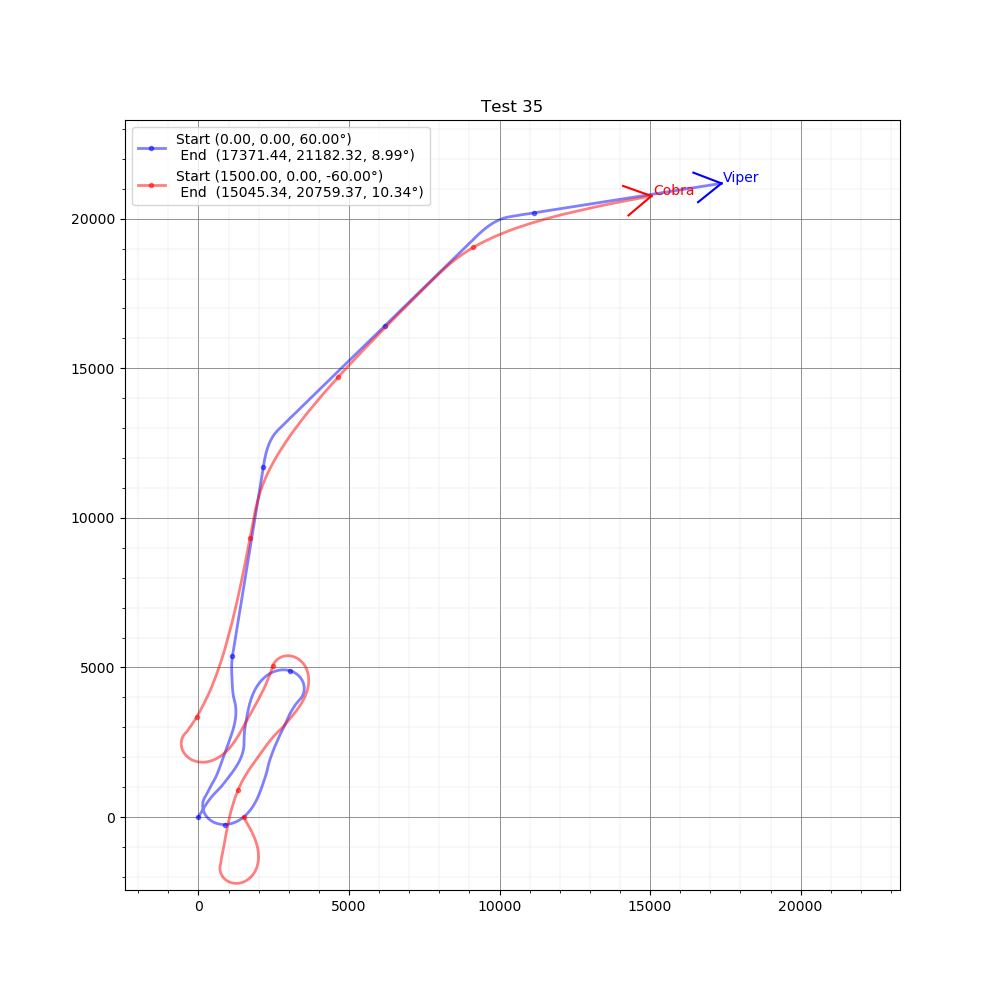 Test 35
Start (0.00, 0.00, 60.00°)
End  (17371.44, 21182.32, 8.99°)
Start (1500.00, 0.00, -60.00°)
End  (15045.34, 20759.37, 10.34°)
Viper
Cobra
20000
15000
10000
5000
0
0
5000
10000
15000
20000